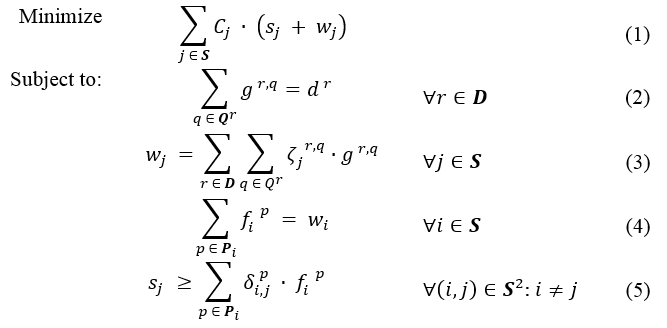 Minimize ∑_{j ∈ S} C_j · (s_j + w_j) (1)
Subject to: ∑_{q ∈ Q^r} g^{r,q} = d^r ∀r ∈ D (2)
w_j = ∑_{r ∈ D} ∑_{q ∈ Q^r} ζ_j^{r,q} · g^{r,q} ∀j ∈ S (3)
∑_{p ∈ P_i} f_i^p = w_i ∀i ∈ S (4)
s_j ≥ ∑_{p ∈ P_i} δ_{i,j}^p · f_i^p ∀(i, j) ∈ S^2: i ≠ j (5)